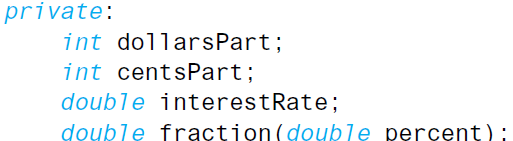 private:
int dollarsPart;
int centsPart;
double interestRate;
double fraction(double percent);